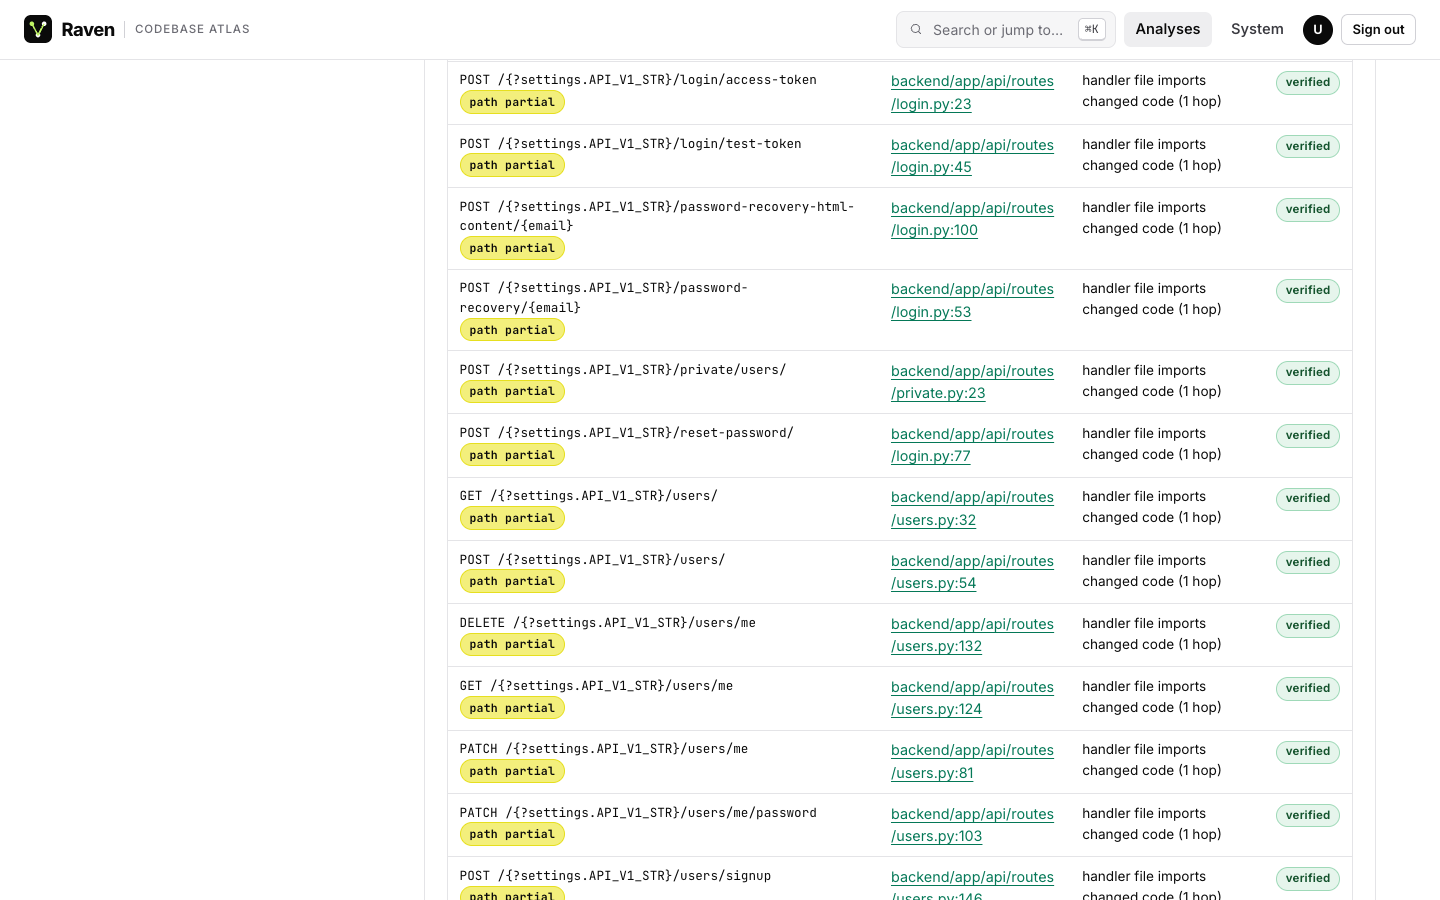 Raven
CODEBASE ATLAS
Search or jump to...
⌘K
Analyses
System
U
Sign out
POST /{?settings.API_V1_STR}/login/access-token
path partial
backend/app/api/routes
/login.py:23
handler file imports
changed code (1 hop)
verified
POST /{?settings.API_V1_STR}/login/test-token
path partial
backend/app/api/routes
/login.py:45
handler file imports
changed code (1 hop)
verified
POST /{?settings.API_V1_STR}/password-recovery-html-
content/{email}
path partial
backend/app/api/routes
/login.py:100
handler file imports
changed code (1 hop)
verified
POST /{?settings.API_V1_STR}/password-
recovery/{email}
path partial
backend/app/api/routes
/login.py:53
handler file imports
changed code (1 hop)
verified
POST /{?settings.API_V1_STR}/private/users/
path partial
backend/app/api/routes
/private.py:23
handler file imports
changed code (1 hop)
verified
POST /{?settings.API_V1_STR}/reset-password/
path partial
backend/app/api/routes
/login.py:77
handler file imports
changed code (1 hop)
verified
GET /{?settings.API_V1_STR}/users/
path partial
backend/app/api/routes
/users.py:32
handler file imports
changed code (1 hop)
verified
POST /{?settings.API_V1_STR}/users/
path partial
backend/app/api/routes
/users.py:54
handler file imports
changed code (1 hop)
verified
DELETE /{?settings.API_V1_STR}/users/me
path partial
backend/app/api/routes
/users.py:132
handler file imports
changed code (1 hop)
verified
GET /{?settings.API_V1_STR}/users/me
path partial
backend/app/api/routes
/users.py:124
handler file imports
changed code (1 hop)
verified
PATCH /{?settings.API_V1_STR}/users/me
path partial
backend/app/api/routes
/users.py:81
handler file imports
changed code (1 hop)
verified
PATCH /{?settings.API_V1_STR}/users/me/password
path partial
backend/app/api/routes
/users.py:103
handler file imports
changed code (1 hop)
verified
POST /{?settings.API_V1_STR}/users/signup
path partial
backend/app/api/routes
/users.py:146
handler file imports
changed code (1 hop)
verified